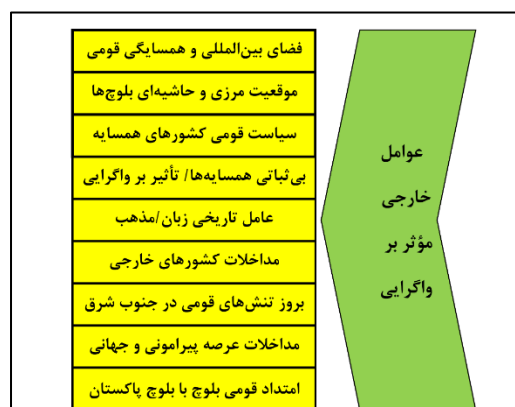 عوامل
خارجی
مؤثر بر
واگرایی
فضای بین‌المللی و همسایگی قومی
موقعیت مرزی و حاشیه‌ای بلوچ‌ها
سیاست قومی کشورهای همسایه
بی‌ثباتی همسایه‌ها/ تأثیر بر واگرایی
عامل تاریخی زبان/مذهب
مداخلات کشورهای خارجی
بروز تنش‌های قومی در جنوب شرق
مداخلات عرصه پیرامونی و جهانی
امتداد قومی بلوچ با بلوچ پاکستان